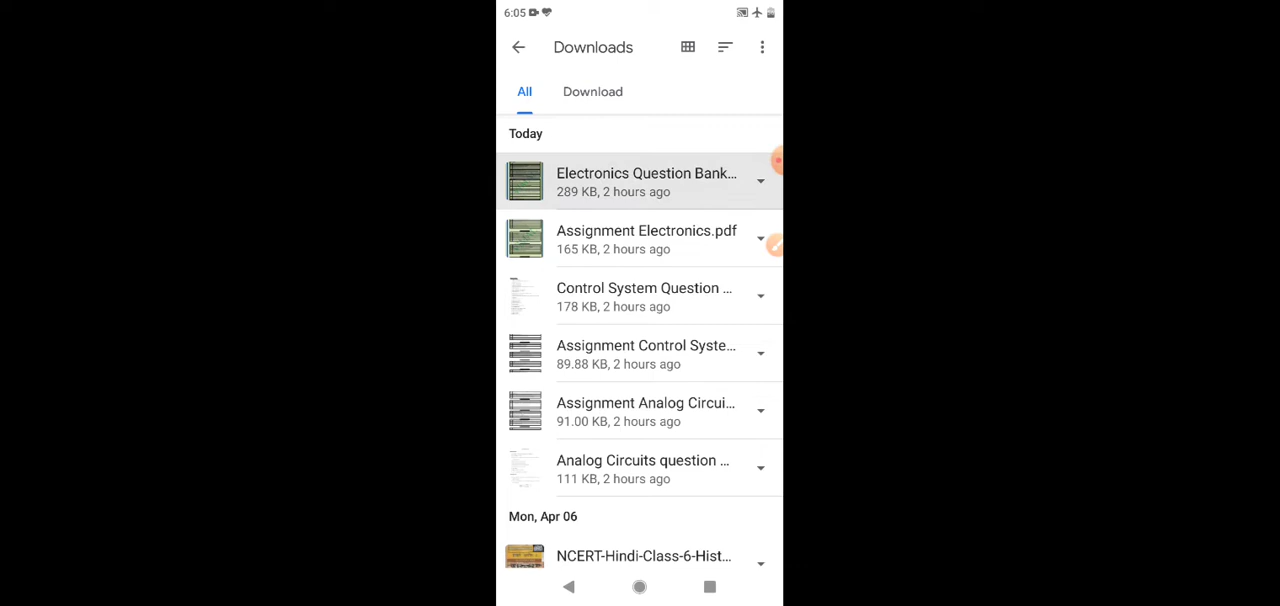 6:05
Downloads
All Download
Today
Electronics Question Bank...
289 KB, 2 hours ago
Assignment Electronics.pdf
165 KB, 2 hours ago
Control System Question ...
178 KB, 2 hours ago
Assignment Control Syste...
89.88 KB, 2 hours ago
Assignment Analog Circui...
91.00 KB, 2 hours ago
Analog Circuits question ...
111 KB, 2 hours ago
Mon, Apr 06
NCERT-Hindi-Class-6-Hist...